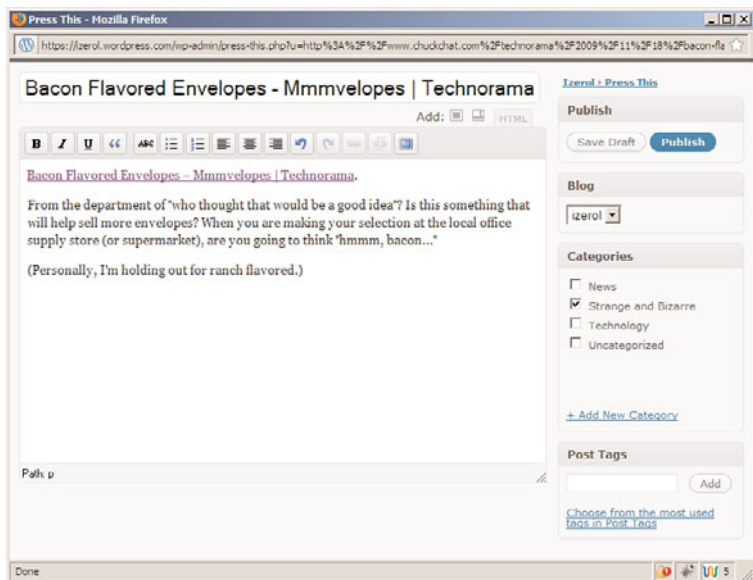 Press This - Mozilla Firefox
https://izerol.wordpress.com/wp-admin/press-this.php?u=http%3A%2F%2Fwww.chuckchat.com%2Ftechnorama%2F2009%2F11%2F18%2Fbacon-fla
Bacon Flavored Envelopes - Mmmvelopes | Technorama
Add:
HTML
B I U ABC
Bacon Flavored Envelopes – Mmmvelopes | Technorama.
From the department of "who thought that would be a good idea"? Is this something that
will help sell more envelopes? When you are making your selection at the local office
supply store (or supermarket), are you going to think "hmmm, bacon..."
(Personally, I'm holding out for ranch flavored.)
Path: p
Izerol › Press This
Publish
Save Draft Publish
Blog
izerol
Categories
News
Strange and Bizarre
Technology
Uncategorized
+ Add New Category
Post Tags
Add
Choose from the most used
tags in Post Tags
Done
5